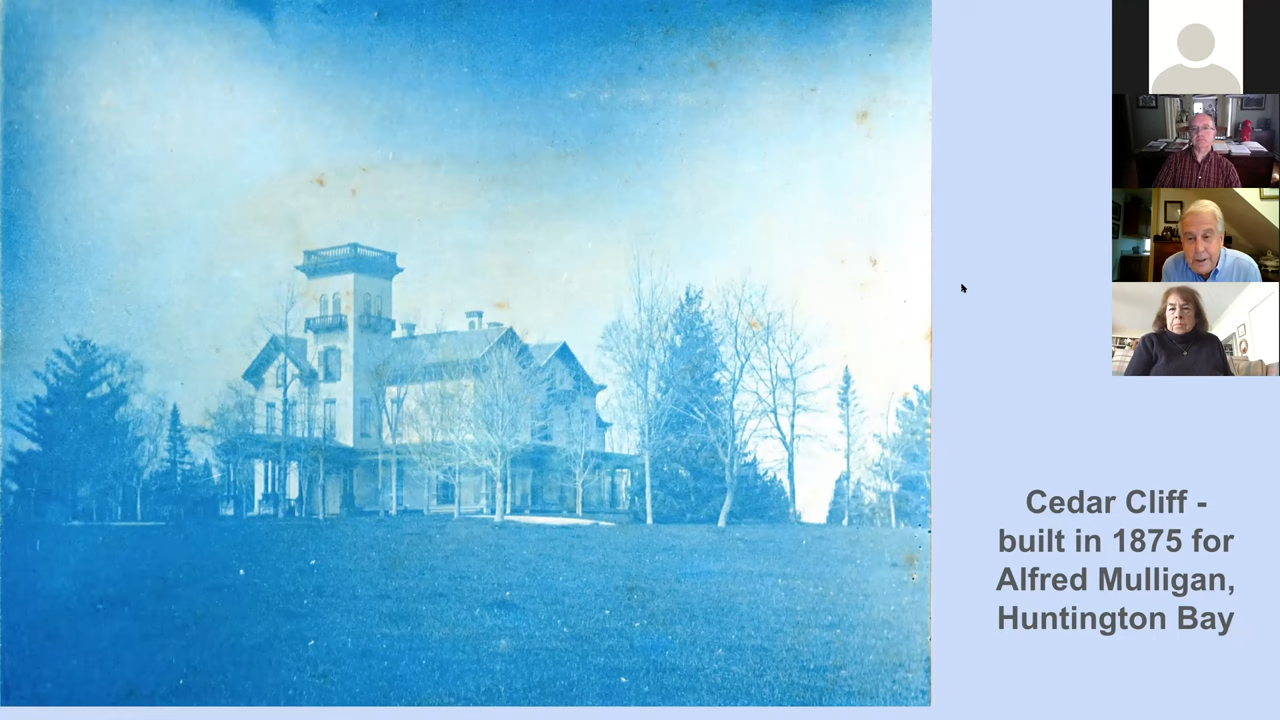 Cedar Cliff -
built in 1875 for
Alfred Mulligan,
Huntington Bay